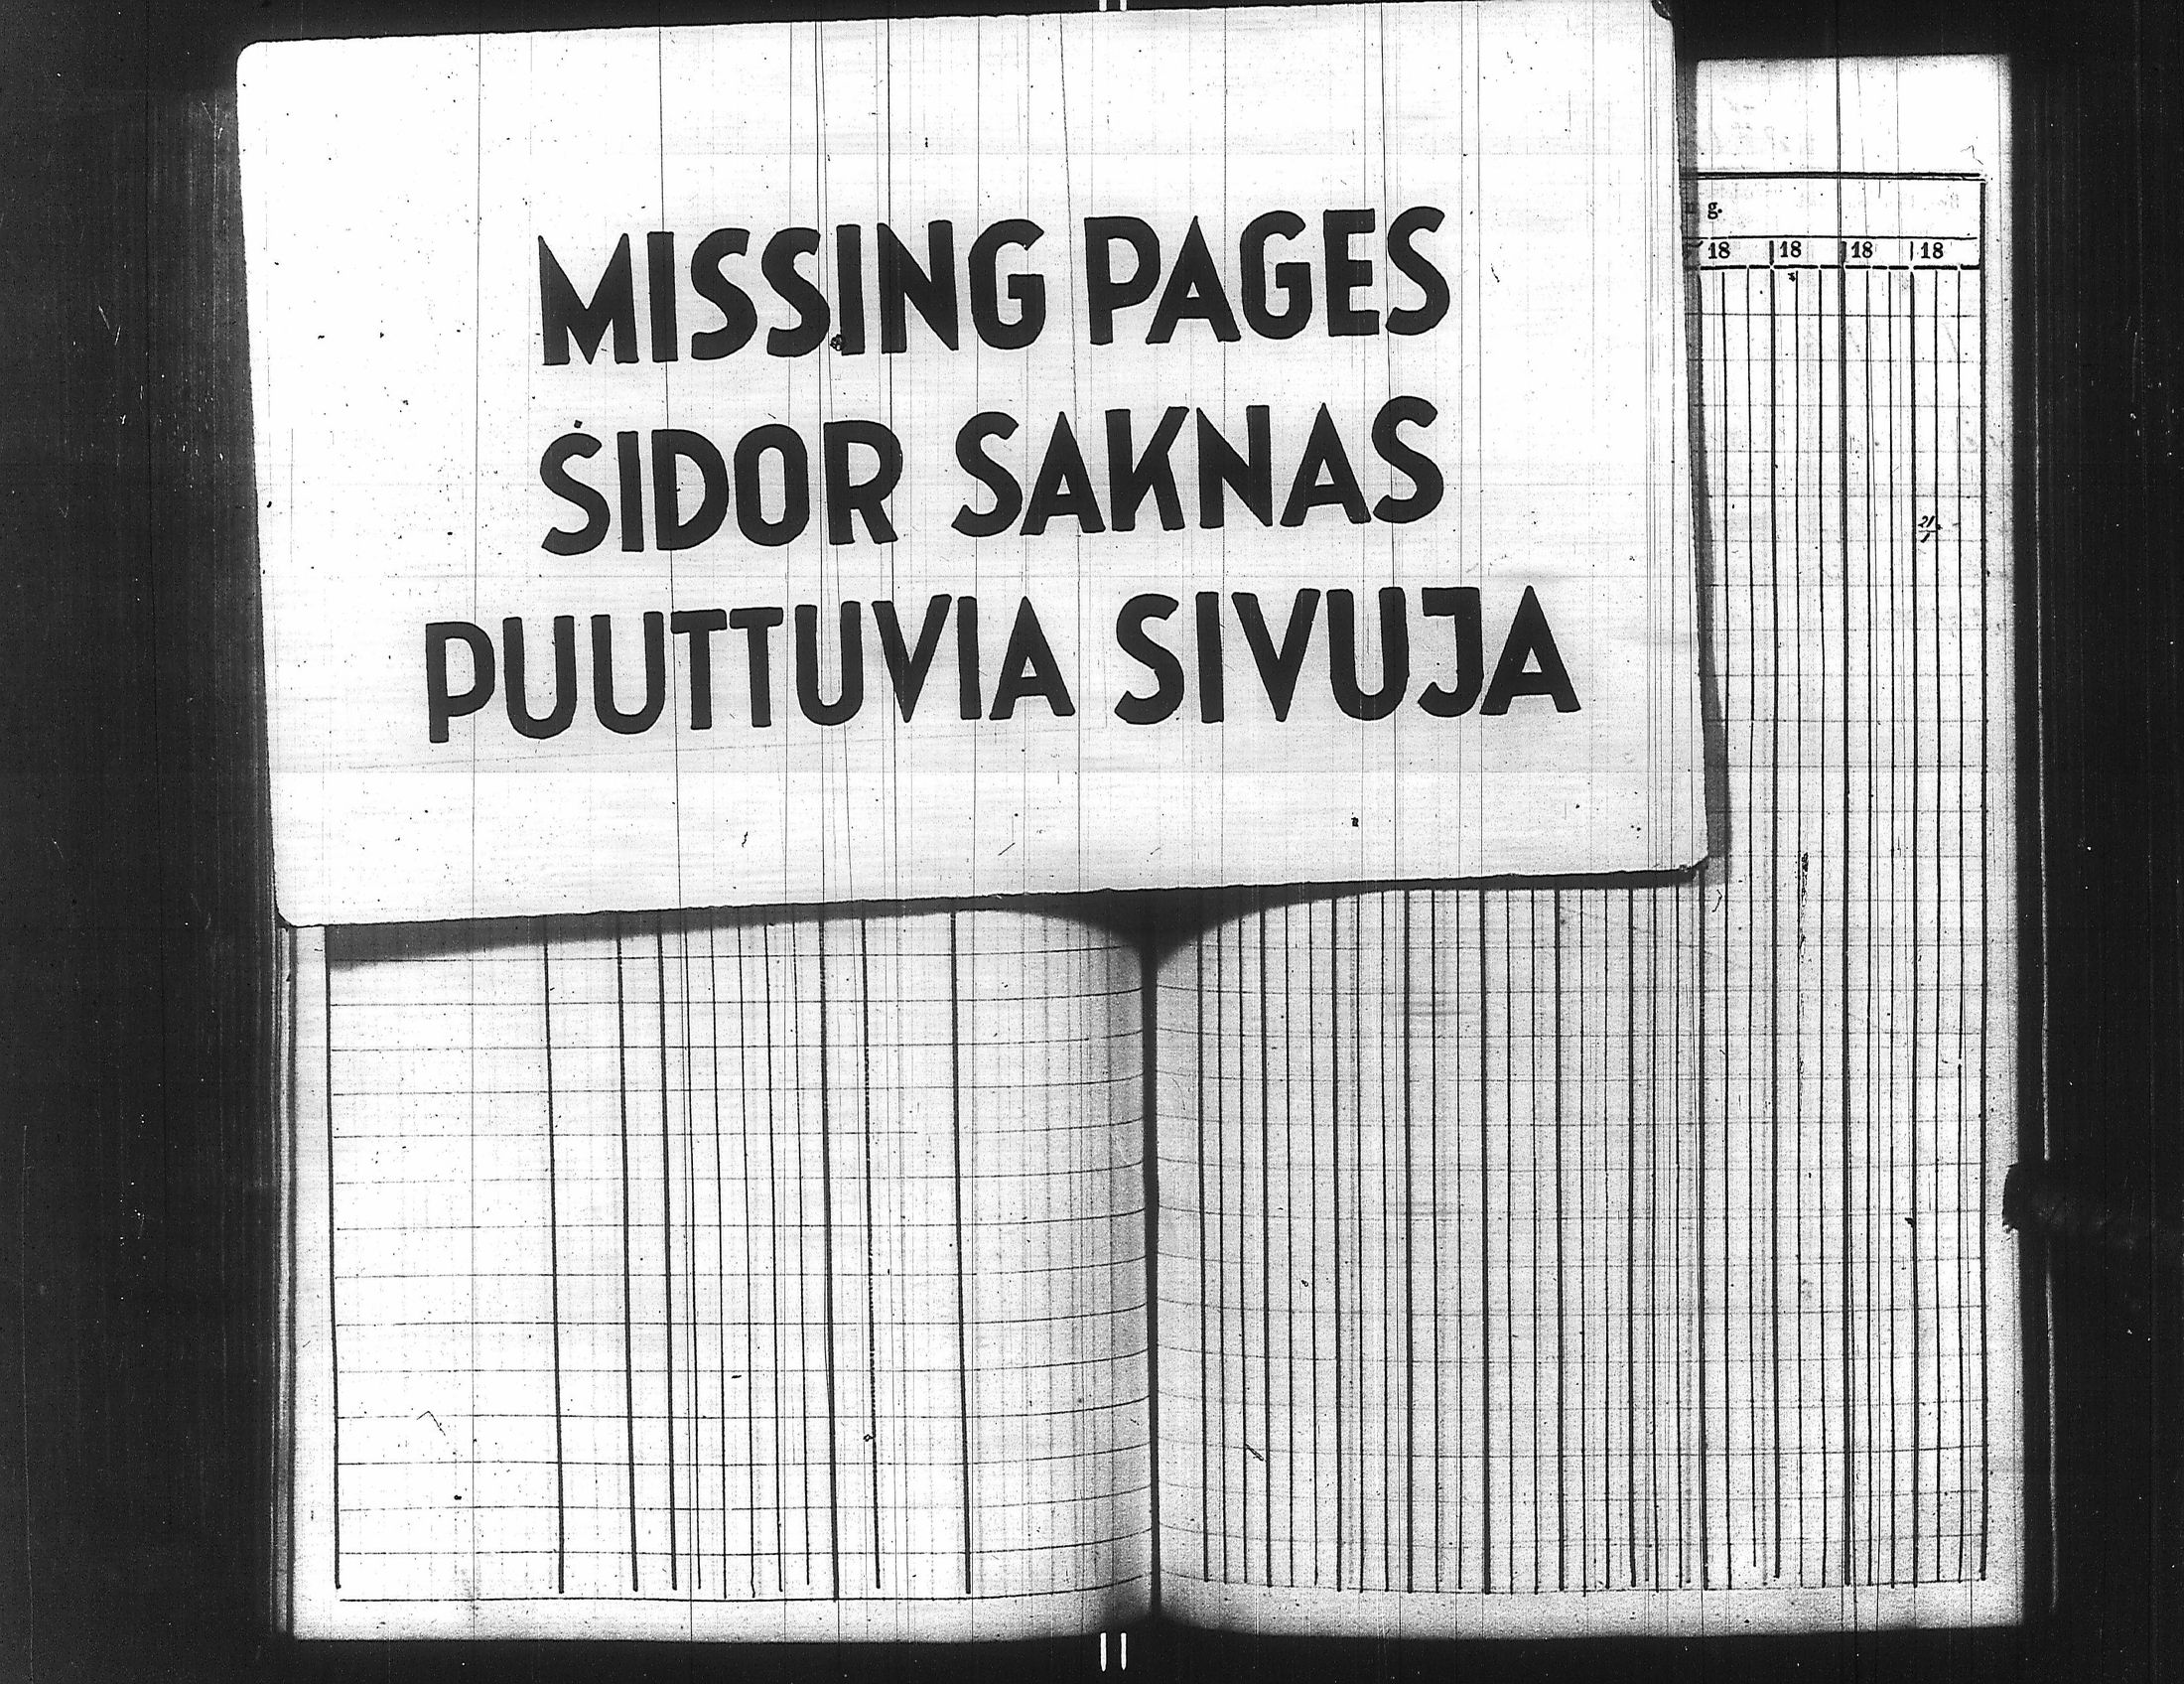 MISSING PAGES
SIDOR SAKNAS
PUUTTUVIA SIVUJA
g.
18 18 18 18